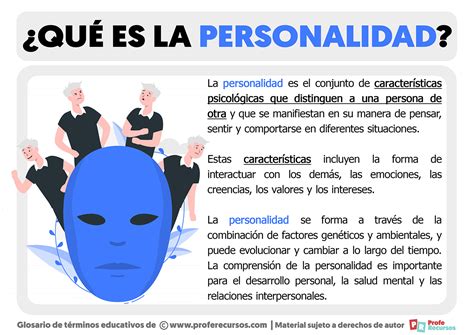 ¿QUÉ ES LA PERSONALIDAD?
La personalidad es el conjunto de características
psicológicas que distinguen a una persona de
otra y que se manifiestan en su manera de pensar,
sentir y comportarse en diferentes situaciones.
Estas características incluyen la forma de
interactuar con los demás, las emociones, las
creencias, los valores y los intereses.
La personalidad se forma a través de la
combinación de factores genéticos y ambientales, y
puede evolucionar y cambiar a lo largo del tiempo.
La comprensión de la personalidad es importante
para el desarrollo personal, la salud mental y las
relaciones interpersonales.
Glosario de términos educativos de © www.proferecursos.com | Material sujeto a derechos de autor
PR Profe
Recursos